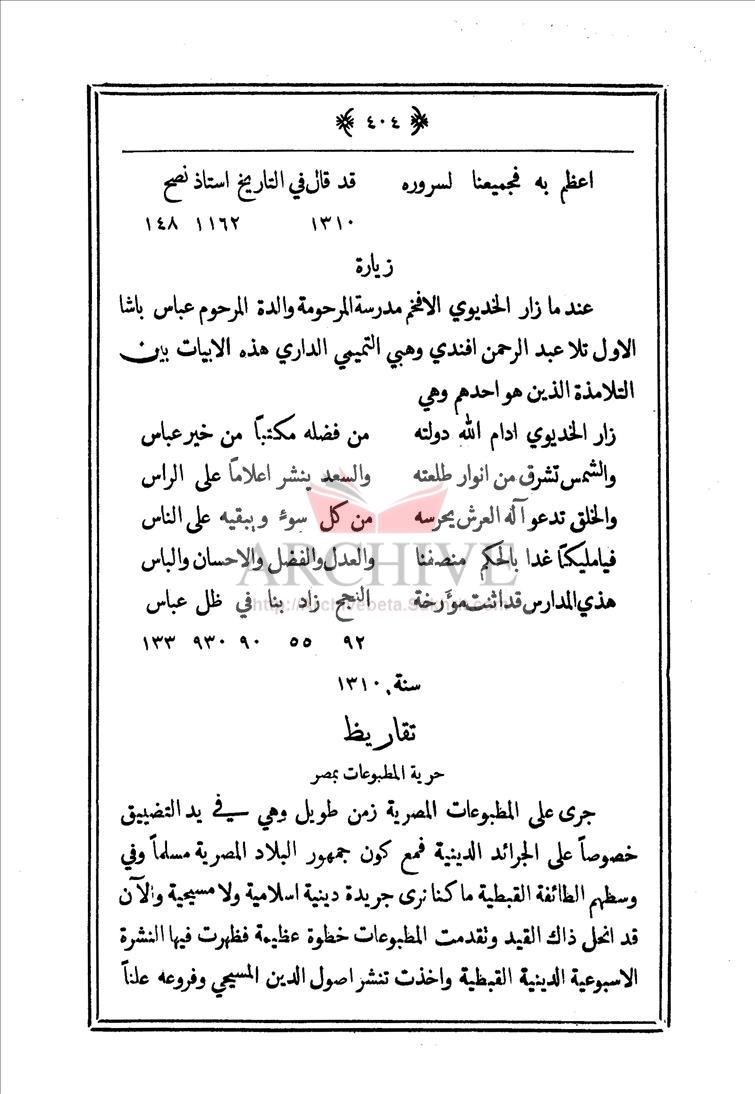 ﴿ ٤٠٤ ﴾
اعظم به فجميعنا لسروره قد قال في التاريخ استاذ نصح
١٣١٠ ١١٦٢ ١٤٨
زيارة
عند ما زار الخديوي الافخم مدرسة المرحومة والدة المرحوم عباس باشا
الاول تلا عبد الرحمن افندي وهبي التميمي الداري هذه الابيات بين
التلامذة الذين هو احدهم وهي
زار الخديوي ادام الله دولته من فضله مكتبًا من خير عباس
والشمس تشرق من انوار طلعته والسعد ينشر اعلاماً على الراس
والخلق تدعو آله العرش يحرسه من كل سوءٍ ويبقيه على الناس
فيامليكنًا غدا بالحكم منصفنا والعدل والفضل والاحسان والباس
هذي المدارس قد اثنت موٴرخة النجح زاد بنا في ظل عباس
٩٢ ٥٥ ٩٠ ٩٣٠ ١٣٣
سنة ١٣١٠
تقاريظ
حرية المطبوعات بمصر
جرى على المطبوعات المصرية زمن طويل وهي في يد التضييق
خصوصاً على الجرائد الدينية فمع كون جمهور البلاد المصرية مسلماً وفي
وسطهم الطائفة القبطية ما كنا نرى جريدة دينية اسلامية ولا مسيحية والآن
قد انحل ذاك القيد وتقدمت المطبوعات خطوة عظيمة فظهرت فيها النشرة
الاسبوعية الدينية القبطية واخذت تنشر اصول الدين المسيحي وفروعه علناً
ARCHIVE